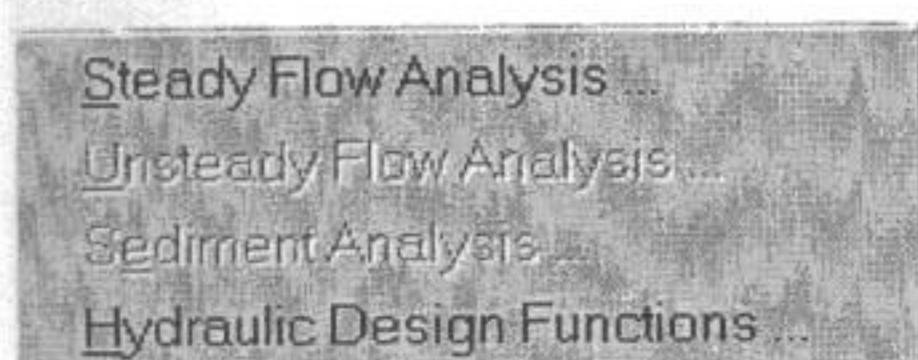 Steady Flow Analysis ...
Unsteady Flow Analysis ...
Sediment Analysis ...
Hydraulic Design Functions ...